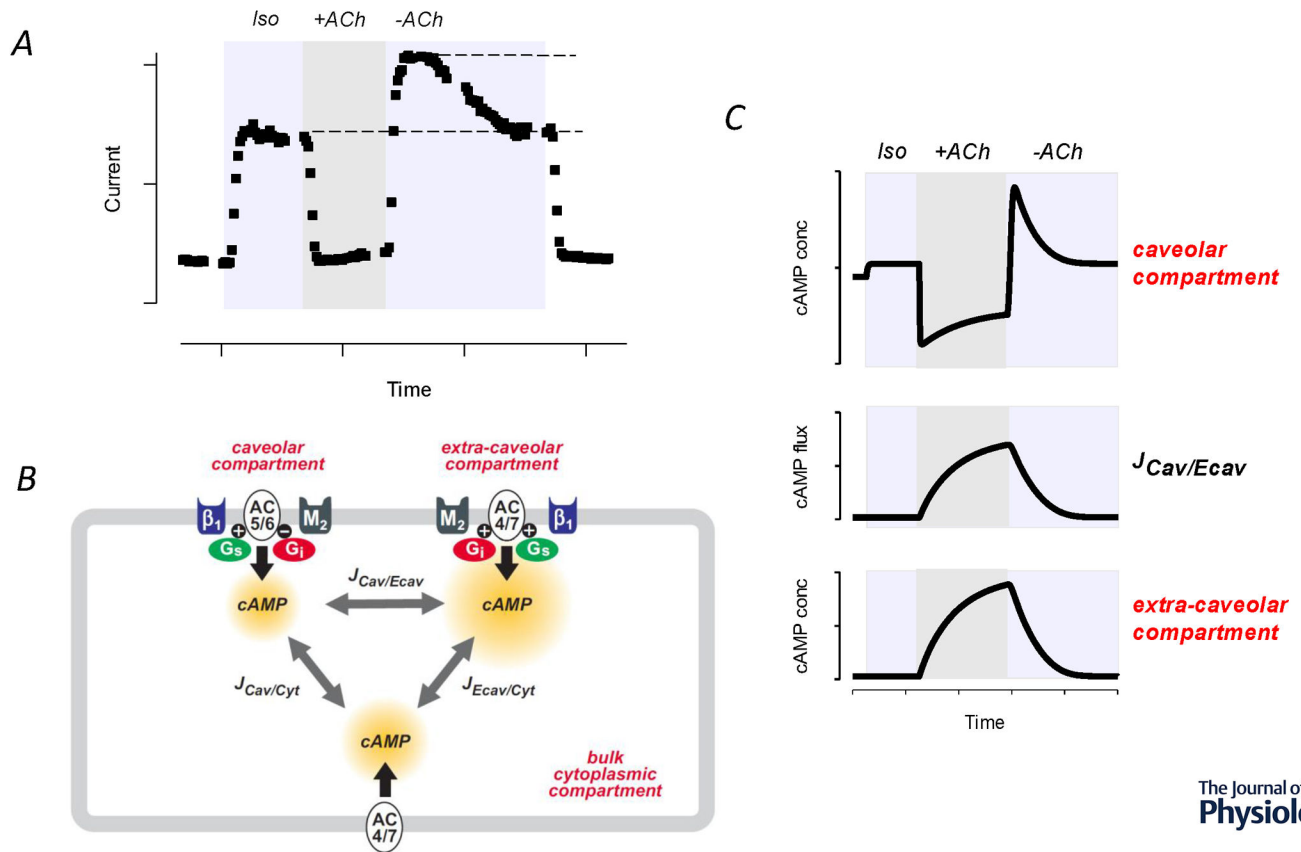 A
Iso +ACh -ACh
Current
Time
B
caveolar
compartment
extra-caveolar
compartment
β1
AC
5/6
M2
+
−
Gs
Gi
M2
AC
4/7
β1
+
+
Gi
Gs
cAMP
JCav/Ecav
cAMP
JCav/Cyt
JEcav/Cyt
cAMP
bulk
cytoplasmic
compartment
AC
4/7
C
Iso +ACh -ACh
cAMP conc
caveolar
compartment
cAMP flux
JCav/Ecav
cAMP conc
extra-caveolar
compartment
Time
The Journal of